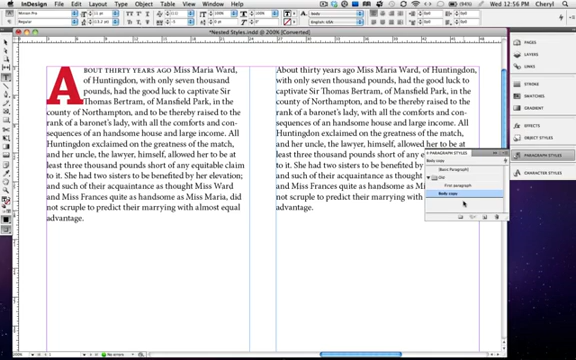 InDesign File Edit Layout Type Object Table View Window Help
Wed 12:56 PM Cheryl
*Nested Styles.indd @ 200% [Converted]
ABOUT THIRTY YEARS AGO Miss Maria Ward,
of Huntingdon, with only seven thousand
pounds, had the good luck to captivate Sir
Thomas Bertram, of Mansfield Park, in the
county of Northampton, and to be thereby raised to the
rank of a baronet's lady, with all the comforts and con-
sequences of an handsome house and large income. All
Huntingdon exclaimed on the greatness of the match,
and her uncle, the lawyer, himself, allowed her to be at
least three thousand pounds short of any equitable claim
to it. She had two sisters to be benefited by her elevation;
and such of their acquaintance as thought Miss Ward
and Miss Frances quite as handsome as Miss Maria, did
not scruple to predict their marrying with almost equal
advantage.
About thirty years ago Miss Maria Ward, of Huntingdon,
with only seven thousand pounds, had the good luck to
captivate Sir Thomas Bertram, of Mansfield Park, in the
county of Northampton, and to be thereby raised to the
rank of a baronet's lady, with all the comforts and con-
sequences of an handsome house and large income. All
Huntingdon exclaimed on the greatness of the match,
and her uncle, the lawyer, himself, allowed
least three thousand pounds short of any
to it. She had two sisters to be benefited
and such of their acquaintance as thought
and Miss Frances quite as handsome as M
not scruple to predict their marrying with
advantage.
PARAGRAPH STYLES
Body copy
[Basic Paragraph]
First paragraph
Body copy
PAGES
LAYERS
LINKS
STROKE
SWATCHES
GRADIENT
EFFECTS
OBJECT STYLES
PARAGRAPH STYLES
CHARACTER STYLES
200%
No errors